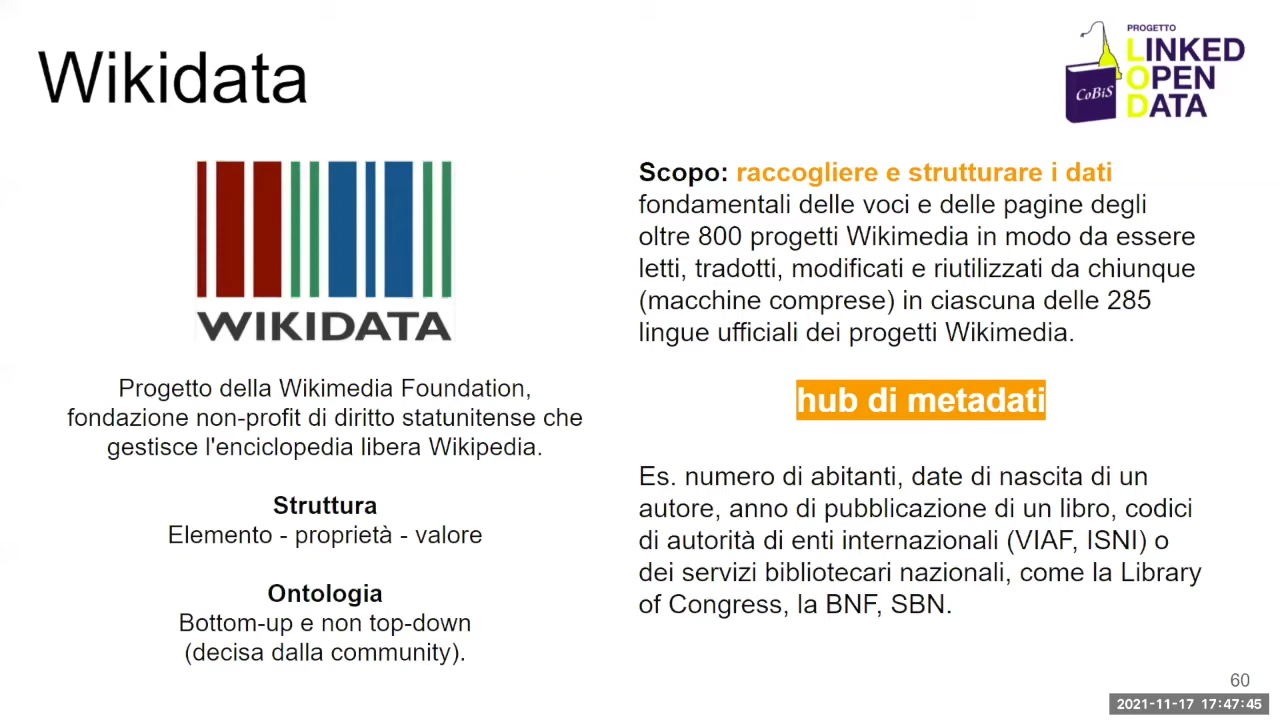 Wikidata
PROGETTO
LINKED
OPEN
DATA
CoBiS
WIKIDATA
Progetto della Wikimedia Foundation,
fondazione non-profit di diritto statunitense che
gestisce l'enciclopedia libera Wikipedia.
Struttura
Elemento - proprietà - valore
Ontologia
Bottom-up e non top-down
(decisa dalla community).
Scopo: raccogliere e strutturare i dati
fondamentali delle voci e delle pagine degli
oltre 800 progetti Wikimedia in modo da essere
letti, tradotti, modificati e riutilizzati da chiunque
(macchine comprese) in ciascuna delle 285
lingue ufficiali dei progetti Wikimedia.
hub di metadati
Es. numero di abitanti, date di nascita di un
autore, anno di pubblicazione di un libro, codici
di autorità di enti internazionali (VIAF, ISNI) o
dei servizi bibliotecari nazionali, come la Library
of Congress, la BNF, SBN.
60
2021-11-17 17:47:45